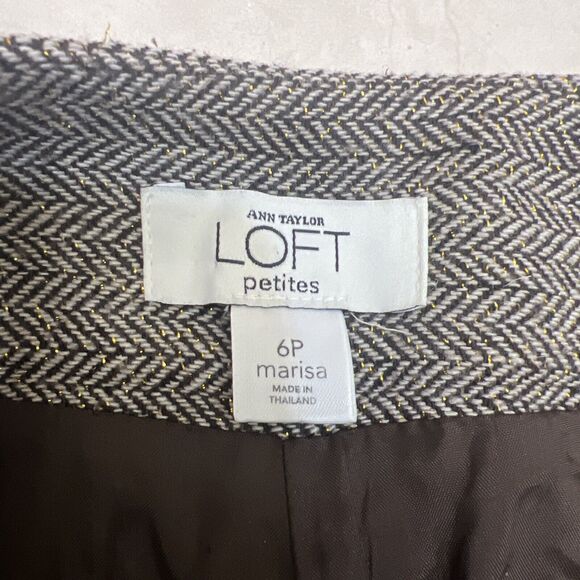 ANN TAYLOR
LOFT
petites
6P
marisa
MADE IN
THAILAND